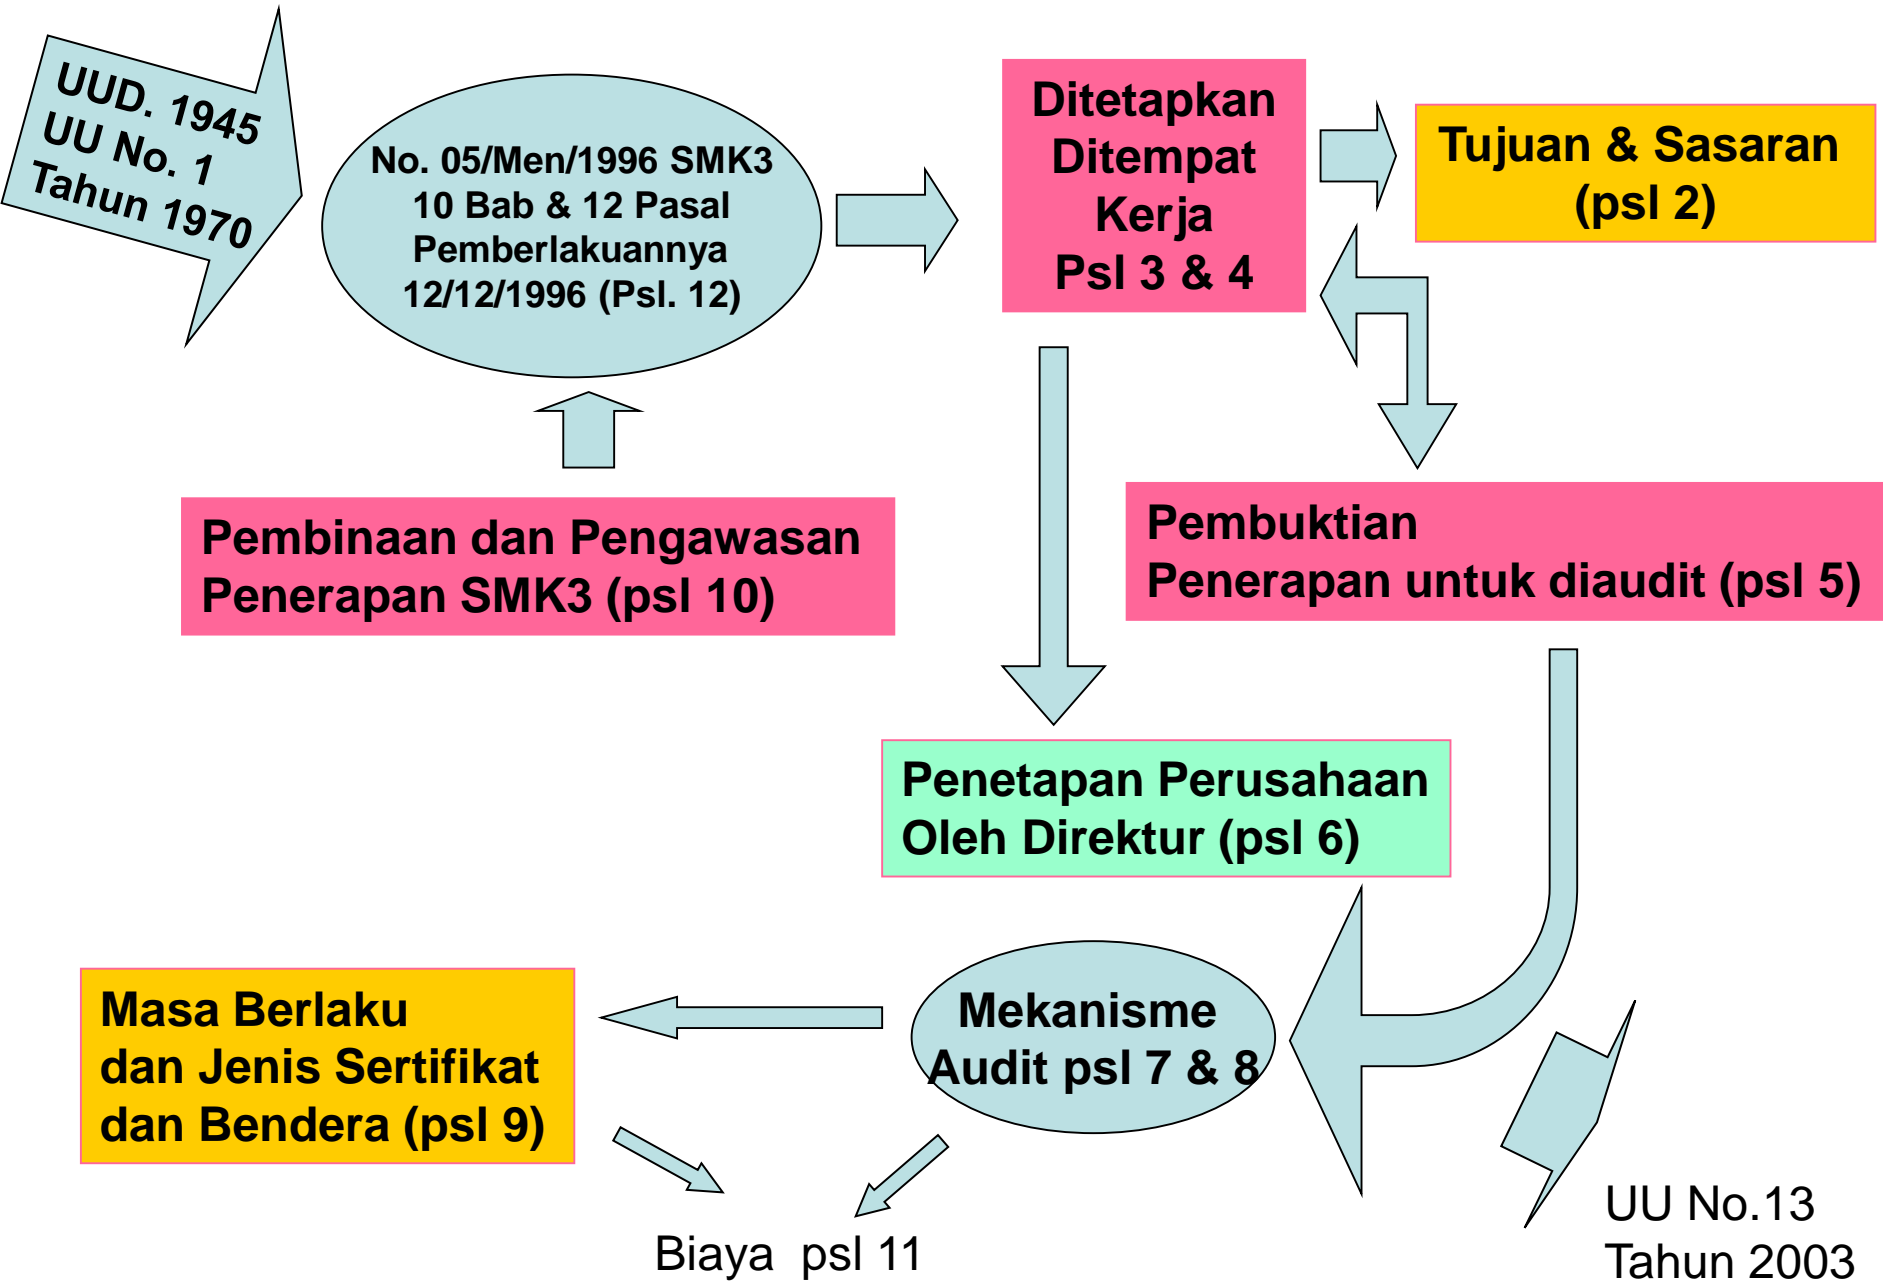 UUD. 1945
UU No. 1
Tahun 1970
No. 05/Men/1996 SMK3
10 Bab & 12 Pasal
Pemberlakuannya
12/12/1996 (Psl. 12)
Ditetapkan
Ditempat
Kerja
Psl 3 & 4
Tujuan & Sasaran
(psl 2)
Pembinaan dan Pengawasan
Penerapan SMK3 (psl 10)
Pembuktian
Penerapan untuk diaudit (psl 5)
Penetapan Perusahaan
Oleh Direktur (psl 6)
Masa Berlaku
dan Jenis Sertifikat
dan Bendera (psl 9)
Mekanisme
Audit psl 7 & 8
Biaya  psl 11
UU No.13
Tahun 2003